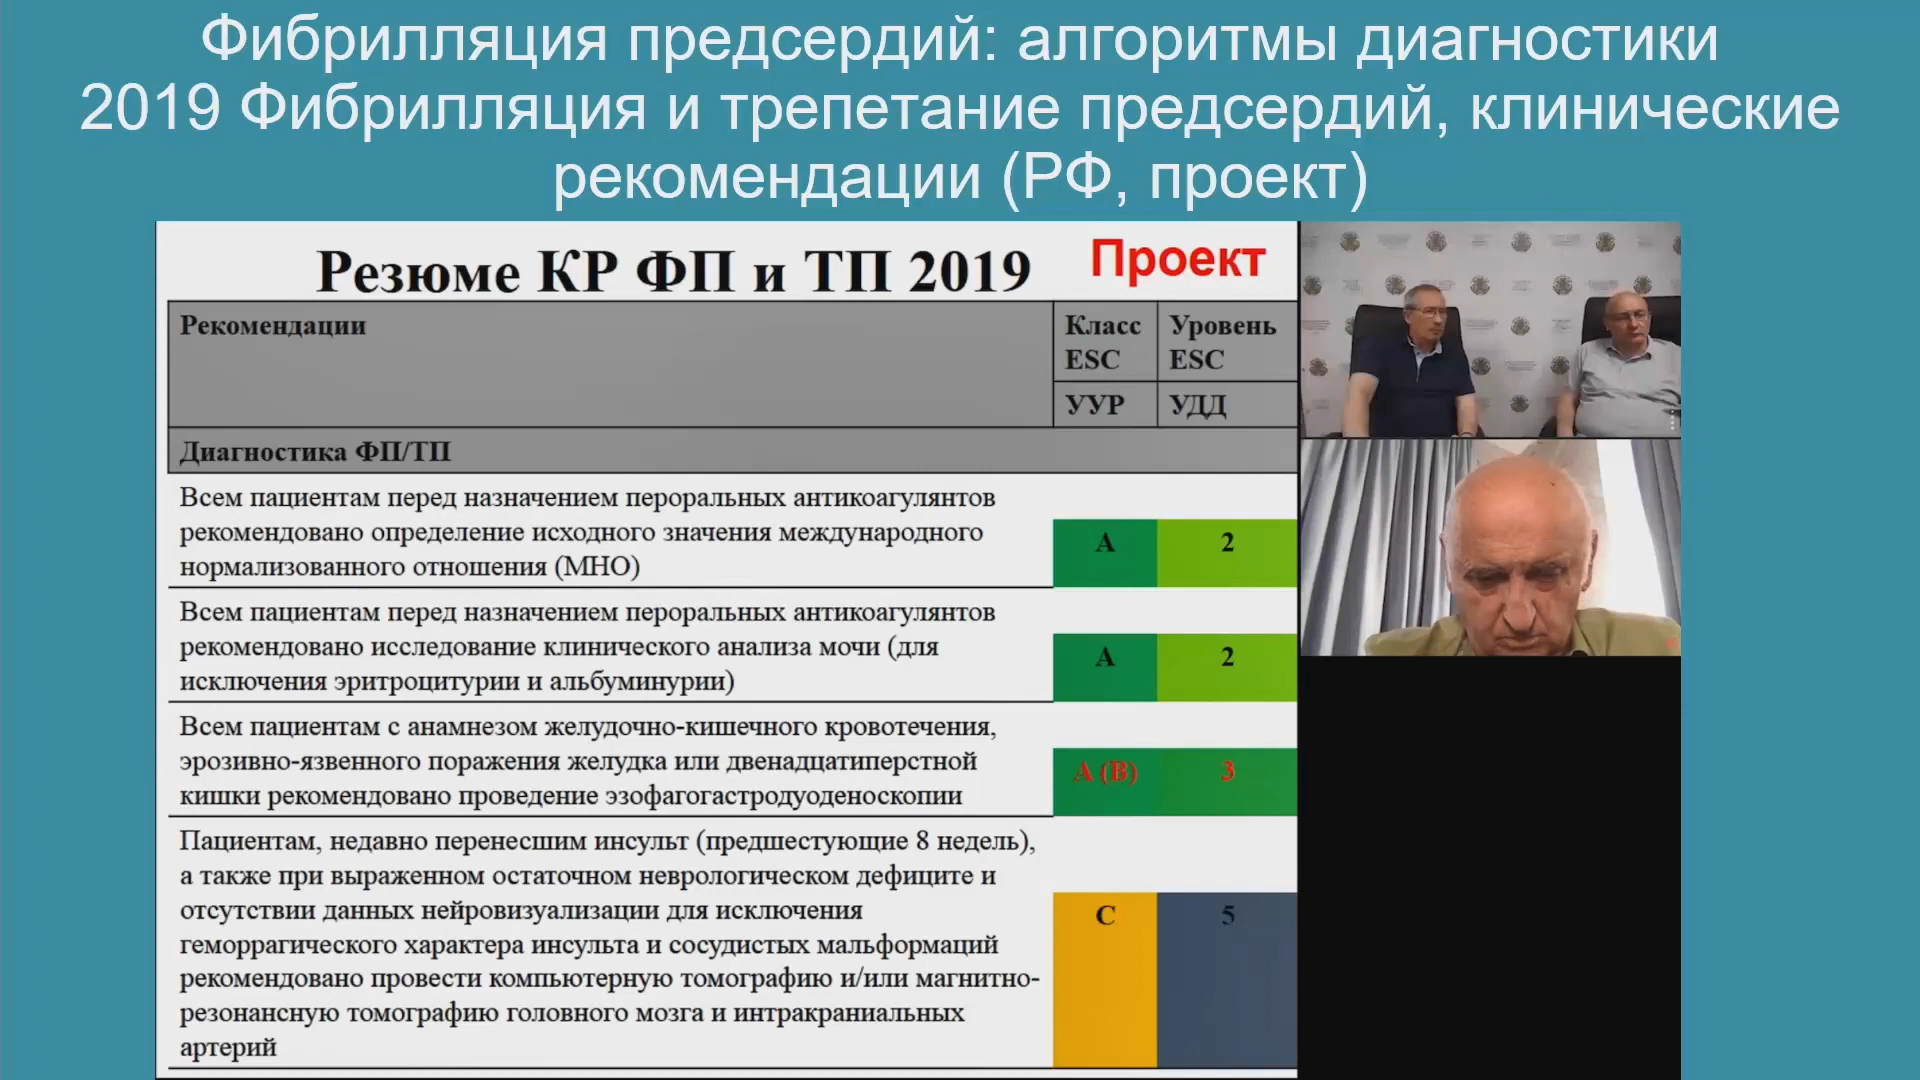 Фибрилляция предсердий: алгоритмы диагностики
2019 Фибрилляция и трепетание предсердий, клинические
рекомендации (РФ, проект)
Резюме КР ФП и ТП 2019
Проект
Рекомендации
Класс
ESC
Уровень
ESC
УУР
УДД
Диагностика ФП/ТП
Всем пациентам перед назначением пероральных антикоагулянтов
рекомендовано определение исходного значения международного
нормализованного отношения (МНО)
A
2
Всем пациентам перед назначением пероральных антикоагулянтов
рекомендовано исследование клинического анализа мочи (для
исключения эритроцитурии и альбуминурии)
A
2
Всем пациентам с анамнезом желудочно-кишечного кровотечения,
эрозивно-язвенного поражения желудка или двенадцатиперстной
кишки рекомендовано проведение эзофагогастродуоденоскопии
A (B)
3
Пациентам, недавно перенесшим инсульт (предшестующие 8 недель),
а также при выраженном остаточном неврологическом дефиците и
отсутствии данных нейровизуализации для исключения
геморрагического характера инсульта и сосудистых мальформаций
рекомендовано провести компьютерную томографию и/или магнитно-
резонансную томографию головного мозга и интракраниальных
артерий
C
5